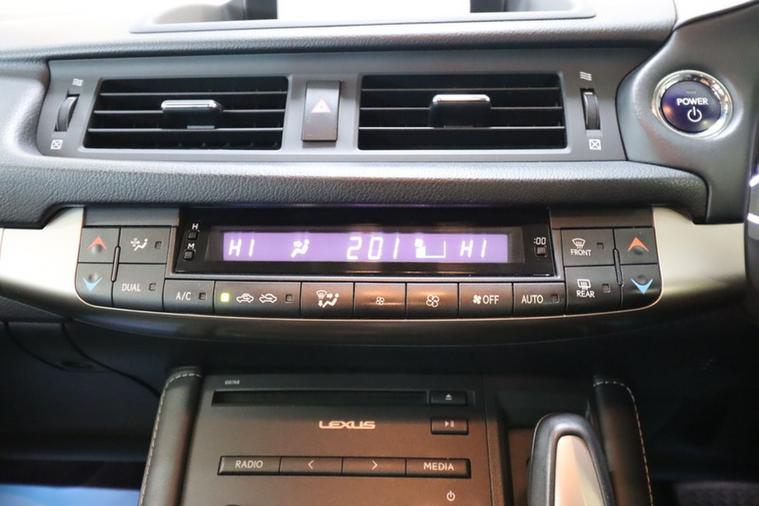 POWER
H
M
HI 201 HI
:00
FRONT
DUAL
A/C
OFF
AUTO
REAR
LEXUS
RADIO < > MEDIA